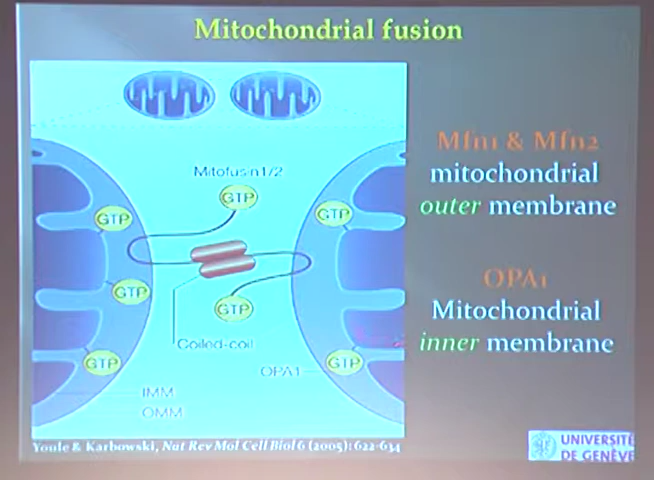 Mitochondrial fusion
Mitofusin1/2
GTP
GTP
GTP
GTP
GTP
GTP
GTP
Coiled-coil
OPA1
IMM
OMM
Mfn1 & Mfn2
mitochondrial
outer membrane
OPA1
Mitochondrial
inner membrane
Youle & Karbowski, Nat Rev Mol Cell Biol 6 (2005): 622-634
UNIVERSITÉ
DE GENÈVE